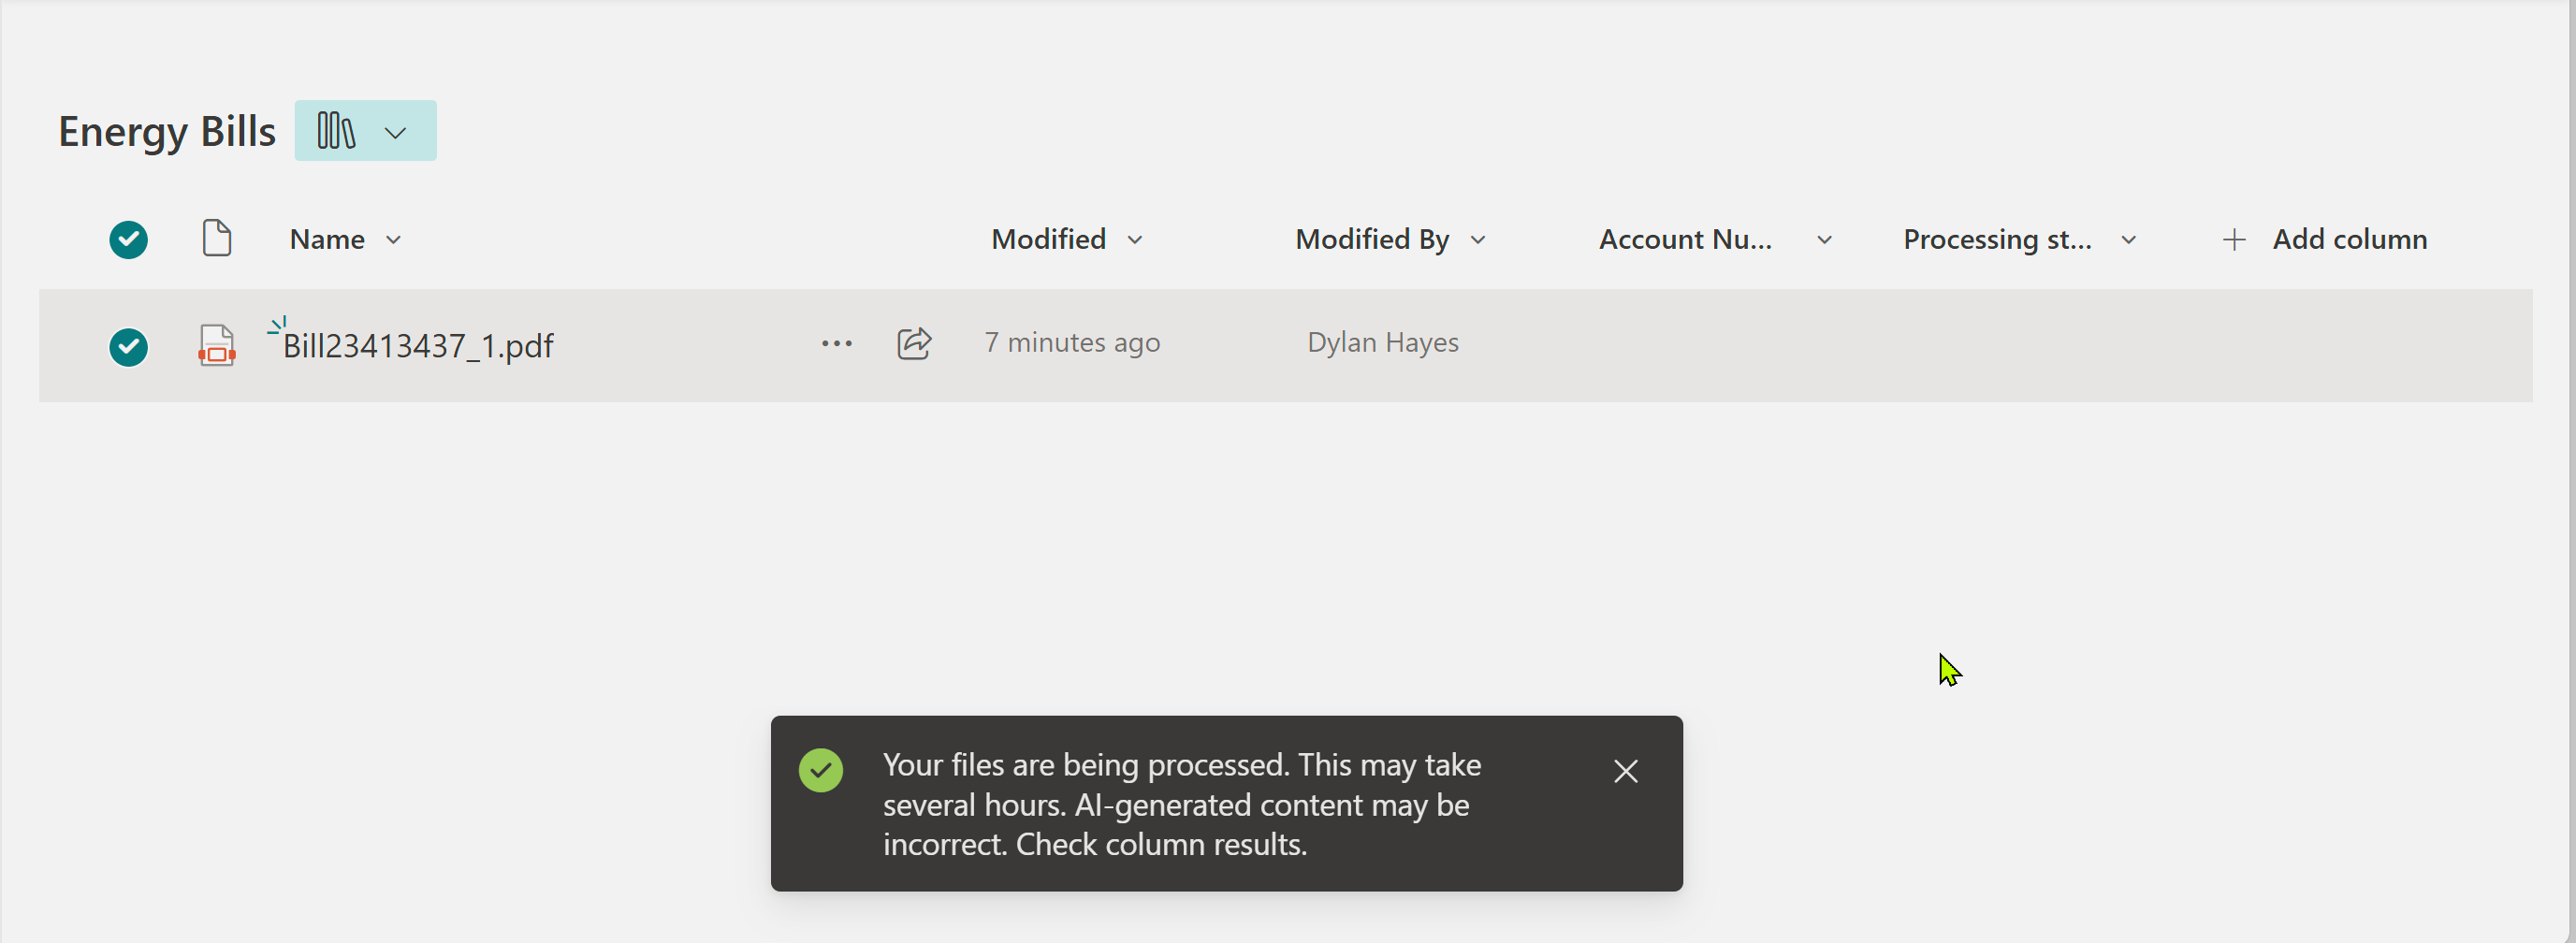 Energy Bills
Name Modified Modified By Account Nu... Processing st... Add column
Bill23413437_1.pdf 7 minutes ago Dylan Hayes
Your files are being processed. This may take
several hours. AI-generated content may be
incorrect. Check column results.